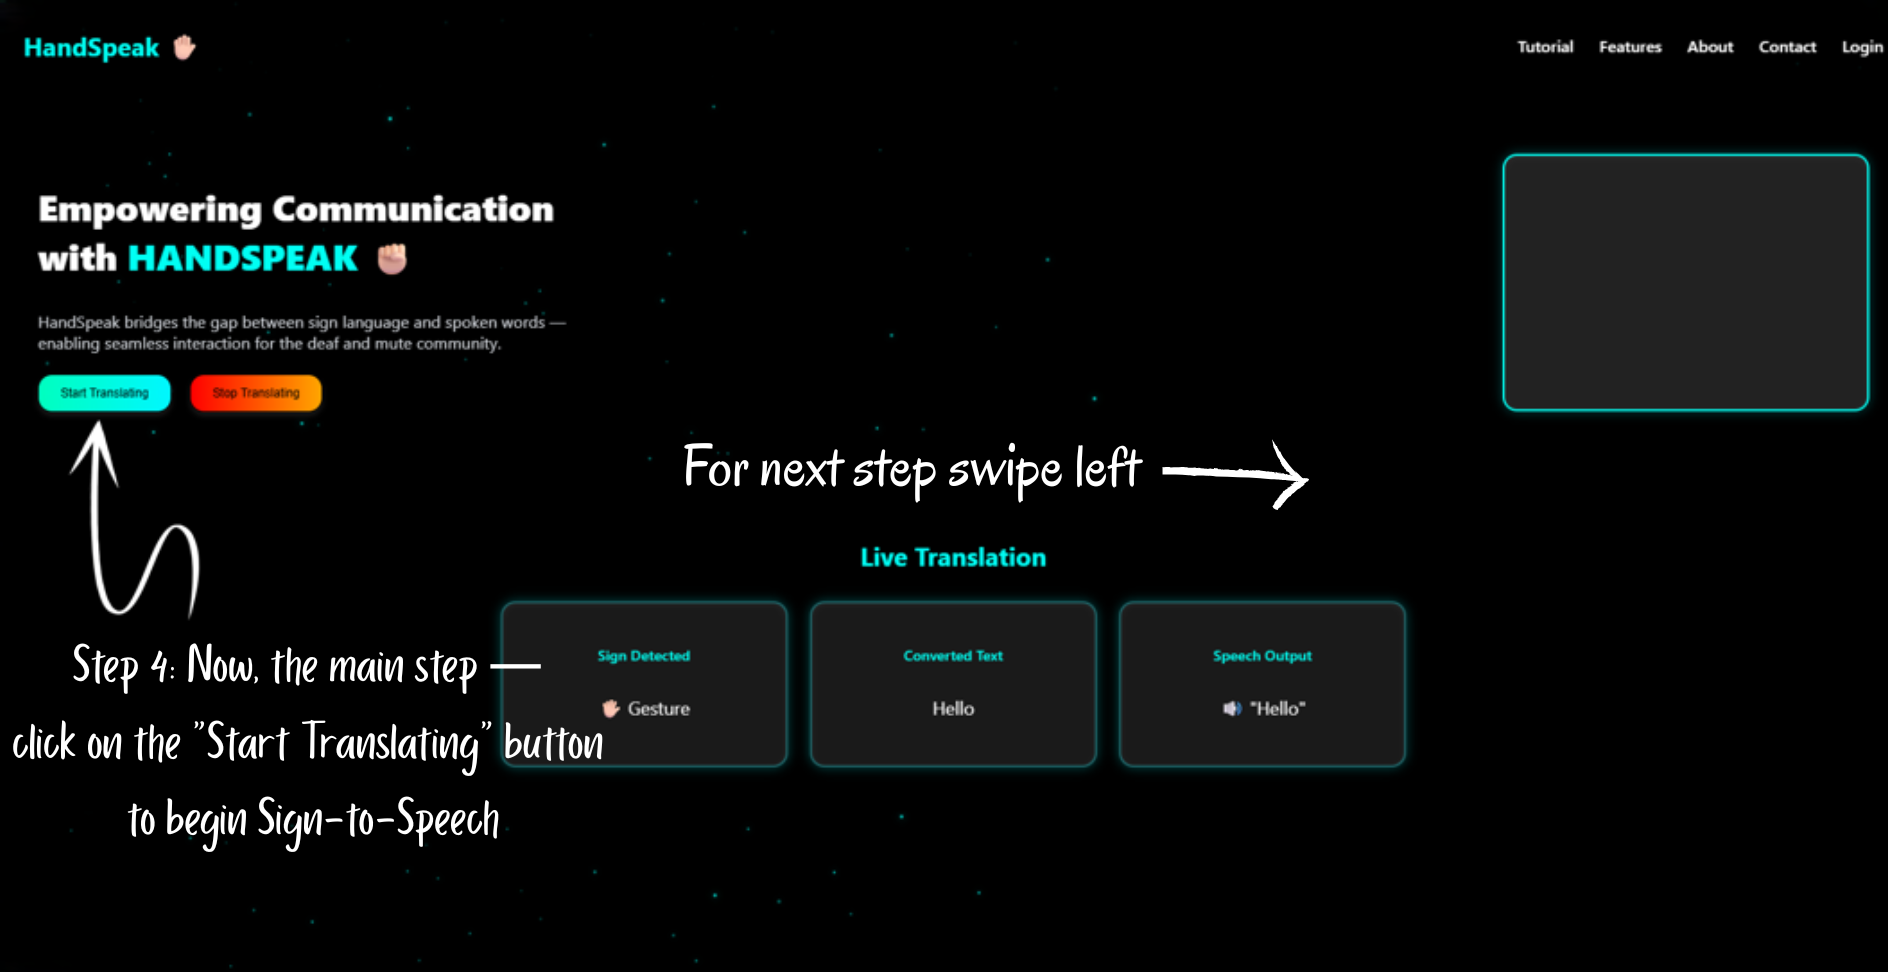 HandSpeak
Tutorial Features About Contact Login
Empowering Communication
with HANDSPEAK
HandSpeak bridges the gap between sign language and spoken words —
enabling seamless interaction for the deaf and mute community.
Start Translating Stop Translating
For next step swipe left
Live Translation
Step 4: Now, the main step —
click on the "Start Translating" button
to begin Sign-to-Speech
Sign Detected
Gesture
Converted Text
Hello
Speech Output
"Hello"